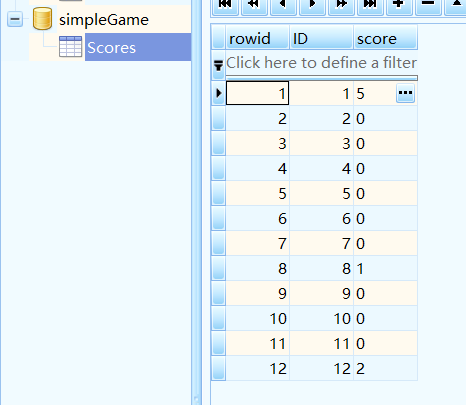 simpleGame
Scores
rowid ID score
Click here to define a filter
1 1 5
2 2 0
3 3 0
4 4 0
5 5 0
6 6 0
7 7 0
8 8 1
9 9 0
10 10 0
11 11 0
12 12 2